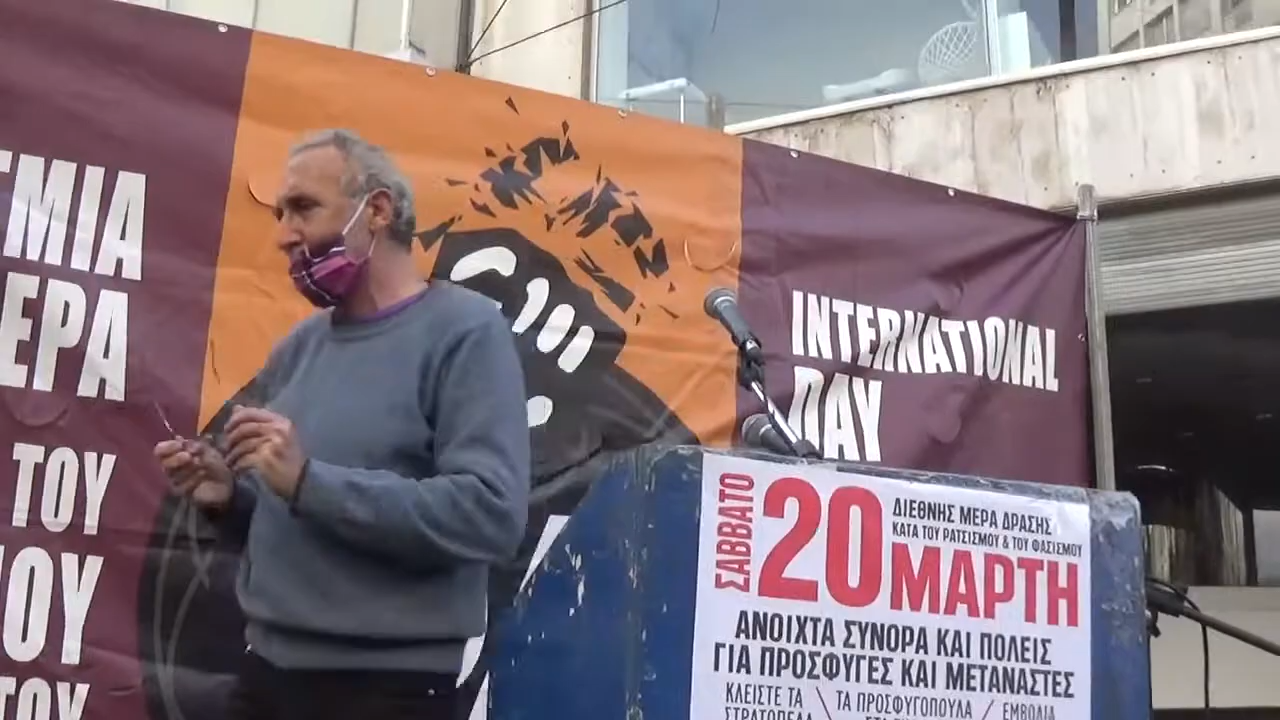 ΜΙΑ
ΕΡΑ
ΤΟΥ
ΤΟΥ
INTERNATIONAL
DAY
ΣΑΒΒΑΤΟ
20
ΔΙΕΘΝΗΣ ΜΕΡΑ ΔΡΑΣΗΣ
ΚΑΤΑ ΤΟΥ ΡΑΤΣΙΣΜΟΥ & ΤΟΥ ΦΑΣΙΣΜΟΥ
ΜΑΡΤΗ
ΑΝΟΙΧΤΑ ΣΥΝΟΡΑ ΚΑΙ ΠΟΛΕΙΣ
ΓΙΑ ΠΡΟΣΦΥΓΕΣ ΚΑΙ ΜΕΤΑΝΑΣΤΕΣ
ΚΛΕΙΣΤΕ ΤΑ
ΣΤΡΑΤΟΠΕΔΑ
ΤΑ ΠΡΟΣΦΥΓΟΠΟΥΛΑ
ΕΜΒΟΛΙΑ